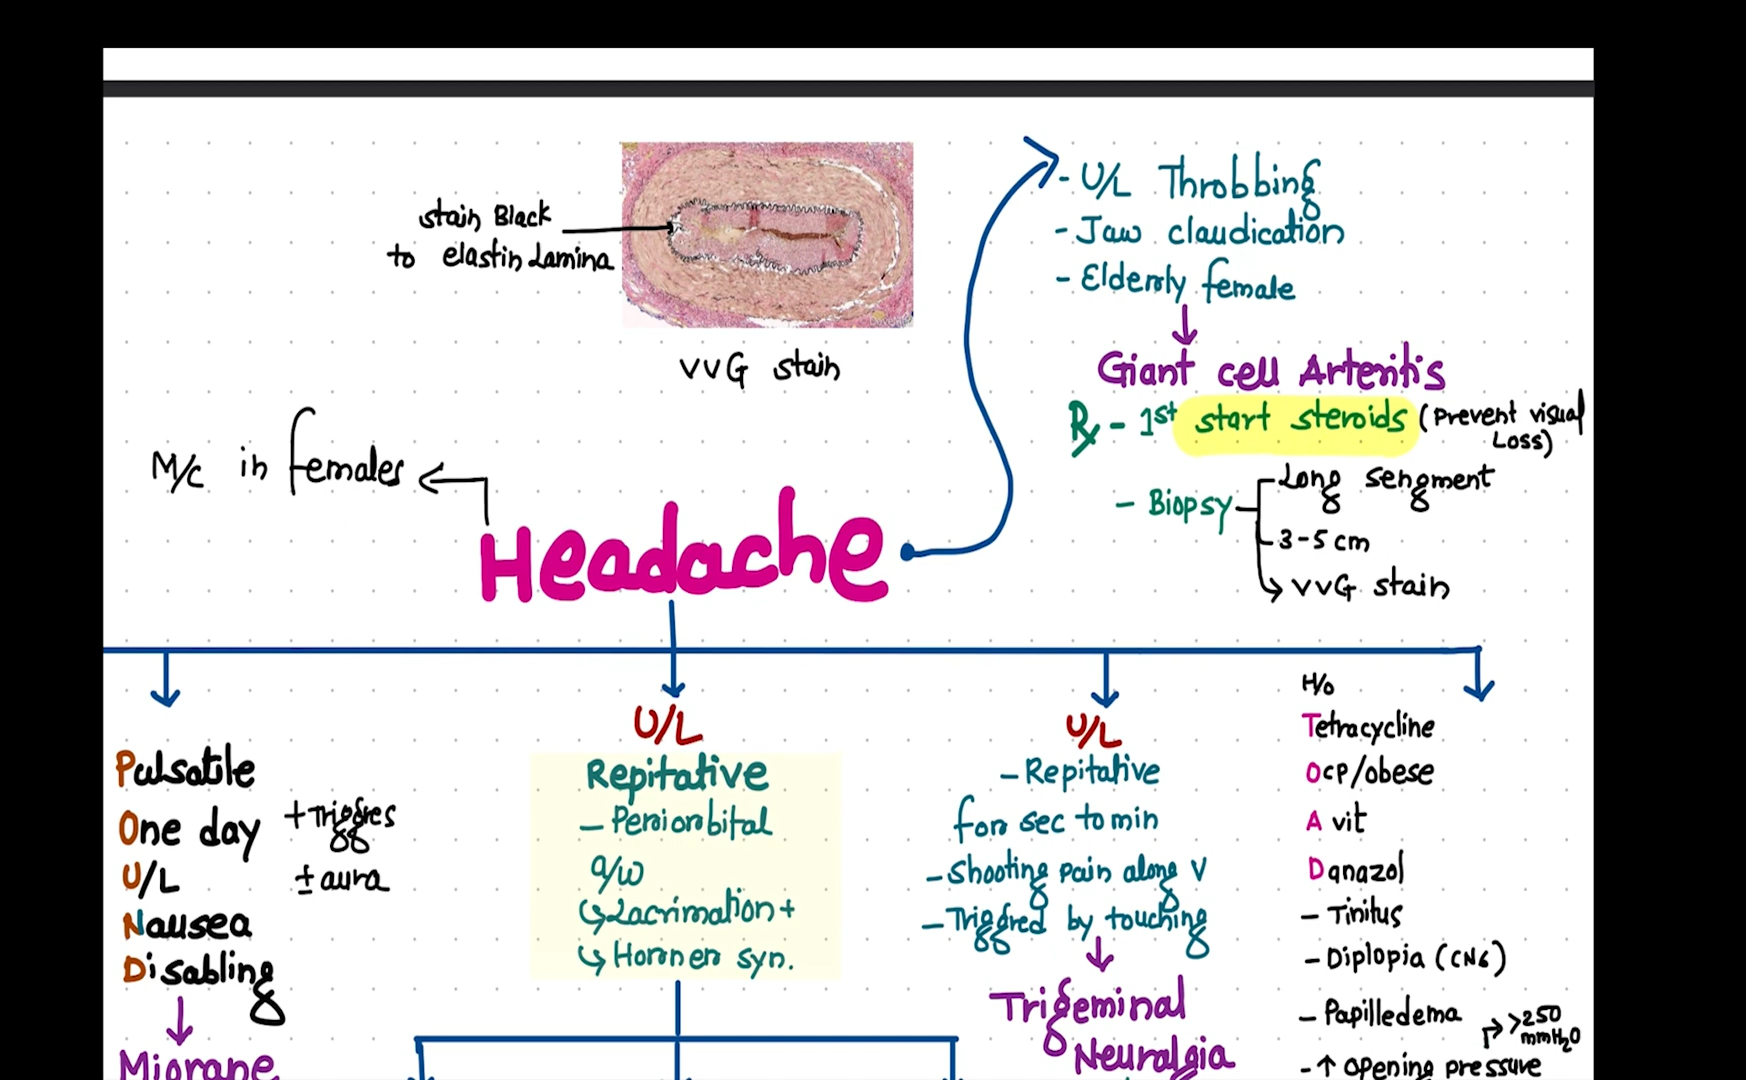 stain Black
to elastin Lamina
VVG stain
- U/L Throbbing
- Jaw claudication
- Elderly female
Giant cell Arteritis
Rx - 1st start steroids (Prevent visual
Loss)
- Biopsy
Long sengment
3-5 cm
VVG stain
M/C in females
Headache
Pulsatile
One day
U/L
Nausea
Disabling
+ Triggres
± aura
Migrane
U/L
Repitative
- Periorbital
a/w
Lacrimation +
Horner syn.
U/L
- Repitative
for sec to min
- Shooting pain along V
- Triggred by touching
Trigeminal
Neuralgia
H/o
Tetracycline
OCP/obese
A vit
Danazol
- Tinitus
- Diplopia (CN6)
- Papilledema
>250
mmH2O
- ↑ opening pressure